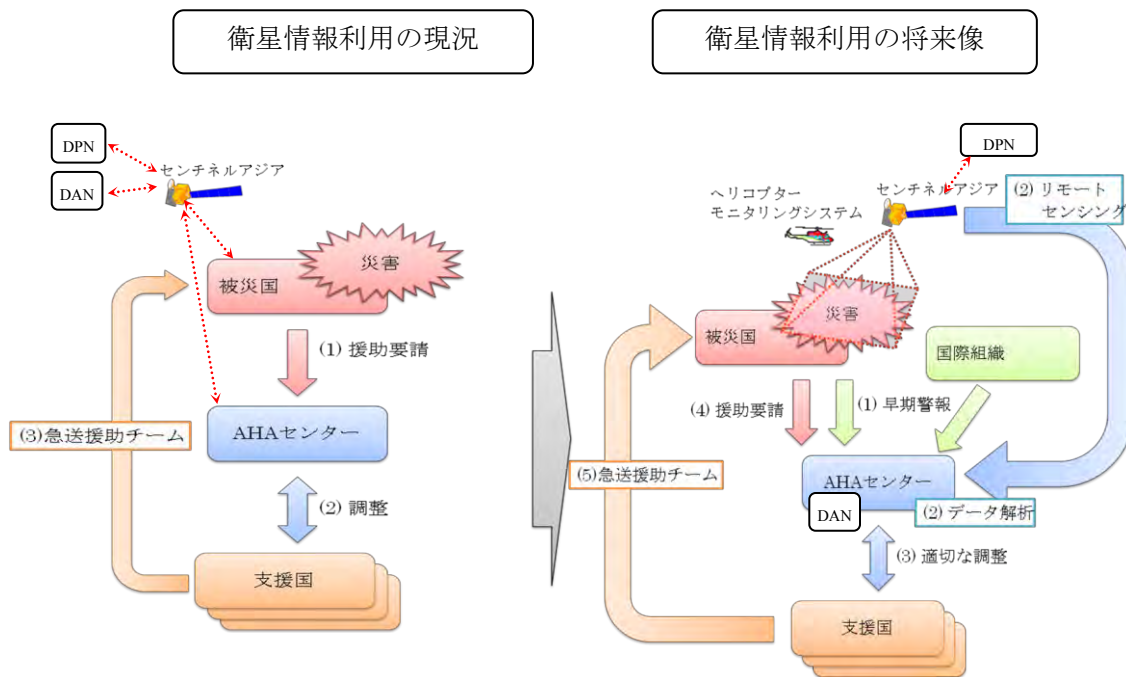 衛星情報利用の現況
DPN
DAN
センチネルアジア
災害
被災国
(1) 援助要請
AHAセンター
(3)急送援助チーム
(2) 調整
支援国
衛星情報利用の将来像
DPN
センチネルアジア
(2) リモート
センシング
ヘリコプター
モニタリングシステム
災害
被災国
国際組織
(4) 援助要請
(1) 早期警報
(5)急送援助チーム
AHAセンター
DAN
(2) データ解析
(3) 適切な調整
支援国